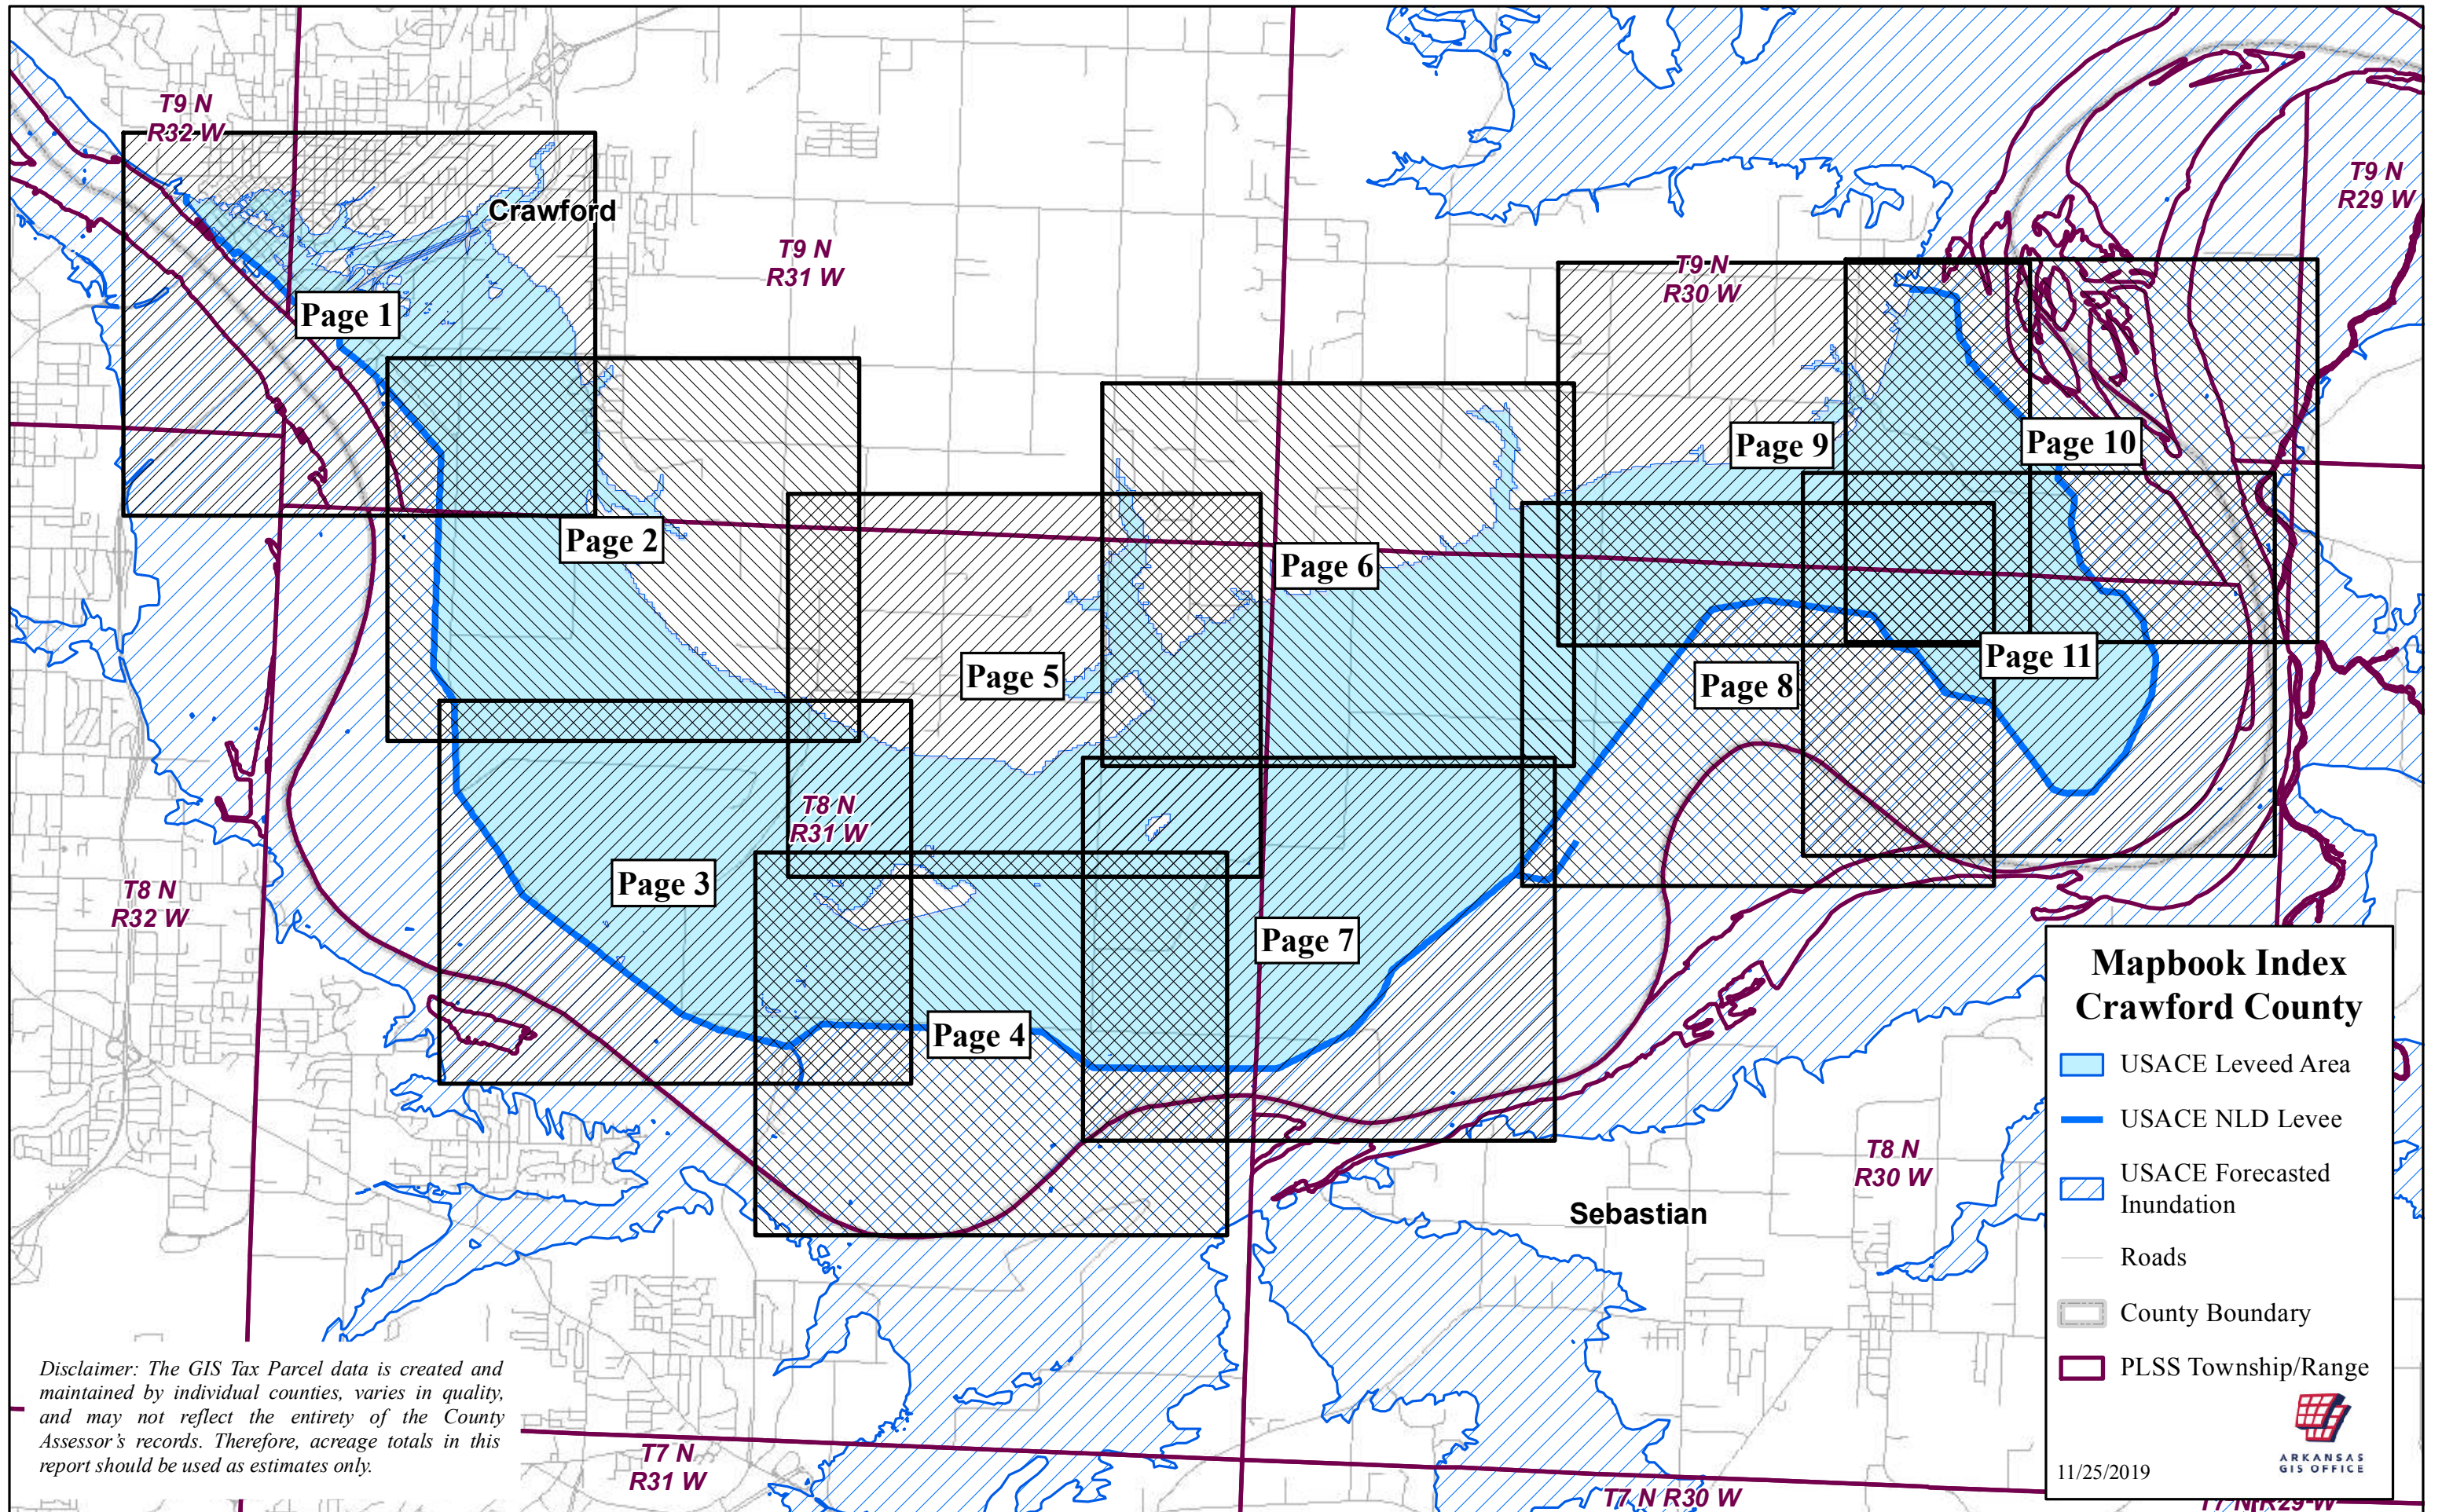 T9 N
R32 W
Crawford
T9 N
R31 W
T9 N
R30 W
T9 N
R29 W
Page 1
Page 2
Page 9
Page 10
Page 6
Page 5
Page 8
Page 11
T8 N
R31 W
T8 N
R32 W
Page 3
Page 7
Page 4
T8 N
R30 W
Sebastian
Mapbook Index
Crawford County
USACE Leveed Area
USACE NLD Levee
USACE Forecasted
Inundation
Roads
County Boundary
PLSS Township/Range
ARKANSAS
GIS OFFICE
11/25/2019
Disclaimer: The GIS Tax Parcel data is created and
maintained by individual counties, varies in quality,
and may not reflect the entirety of the County
Assessor's records. Therefore, acreage totals in this
report should be used as estimates only.
T7 N
R31 W
T7 N R30 W
T7 N R29 W